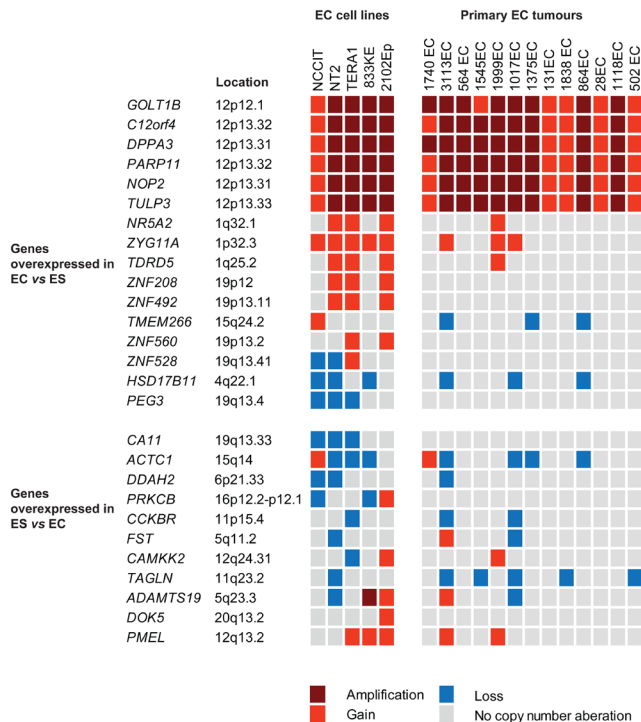 EC cell lines Primary EC tumours
Location NCCIT NT2 TERA1 833KE 2102Ep 1740 EC 3113EC 564 EC 1545EC 1999EC 1017EC 1375EC 131EC 1838 EC 864EC 28EC 1118EC 502 EC
GOLT1B 12p12.1
C12orf4 12p13.32
DPPA3 12p13.31
PARP11 12p13.32
NOP2 12p13.31
TULP3 12p13.33
NR5A2 1q32.1
ZYG11A 1p32.3
Genes overexpressed in EC vs ES
TDRD5 1q25.2
ZNF208 19p12
ZNF492 19p13.11
TMEM266 15q24.2
ZNF560 19p13.2
ZNF528 19q13.41
HSD17B11 4q22.1
PEG3 19q13.4
CA11 19q13.33
ACTC1 15q14
DDAH2 6p21.33
Genes overexpressed in ES vs EC
PRKCB 16p12.2-p12.1
CCKBR 11p15.4
FST 5q11.2
CAMKK2 12q24.31
TAGLN 11q23.2
ADAMTS19 5q23.3
DOK5 20q13.2
PMEL 12q13.2
Amplification Loss
Gain No copy number aberation